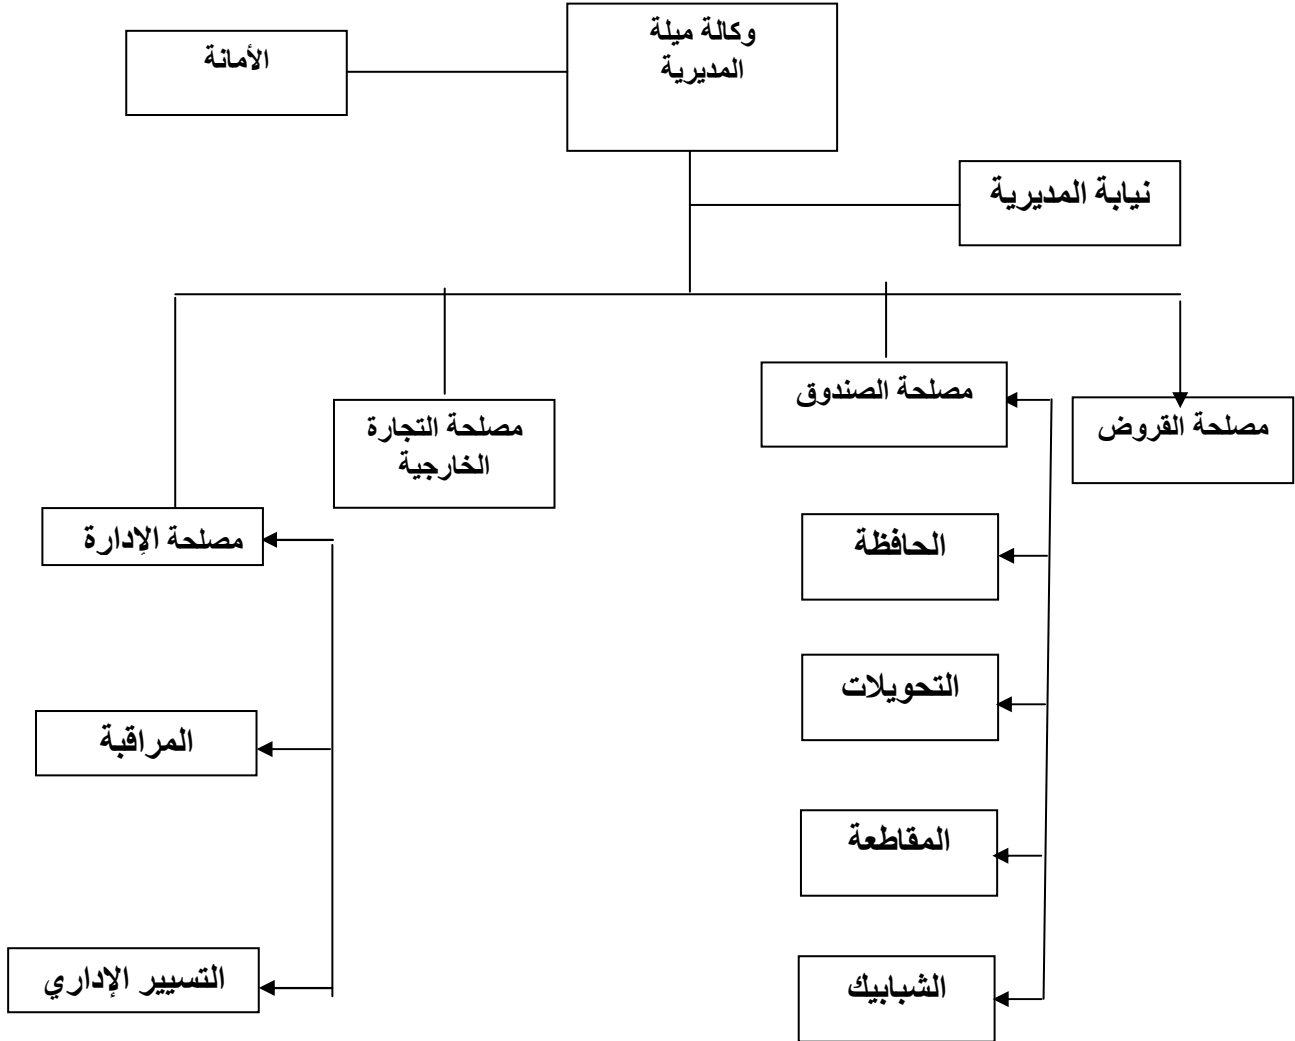 وكالة ميلة
المديرية
الأمانة
نيابة المديرية
مصلحة القروض
مصلحة الصندوق
مصلحة التجارة
الخارجية
مصلحة الإدارة
الحافظة
التحويلات
المقاطعة
الشبابيك
المراقبة
التسيير الإداري